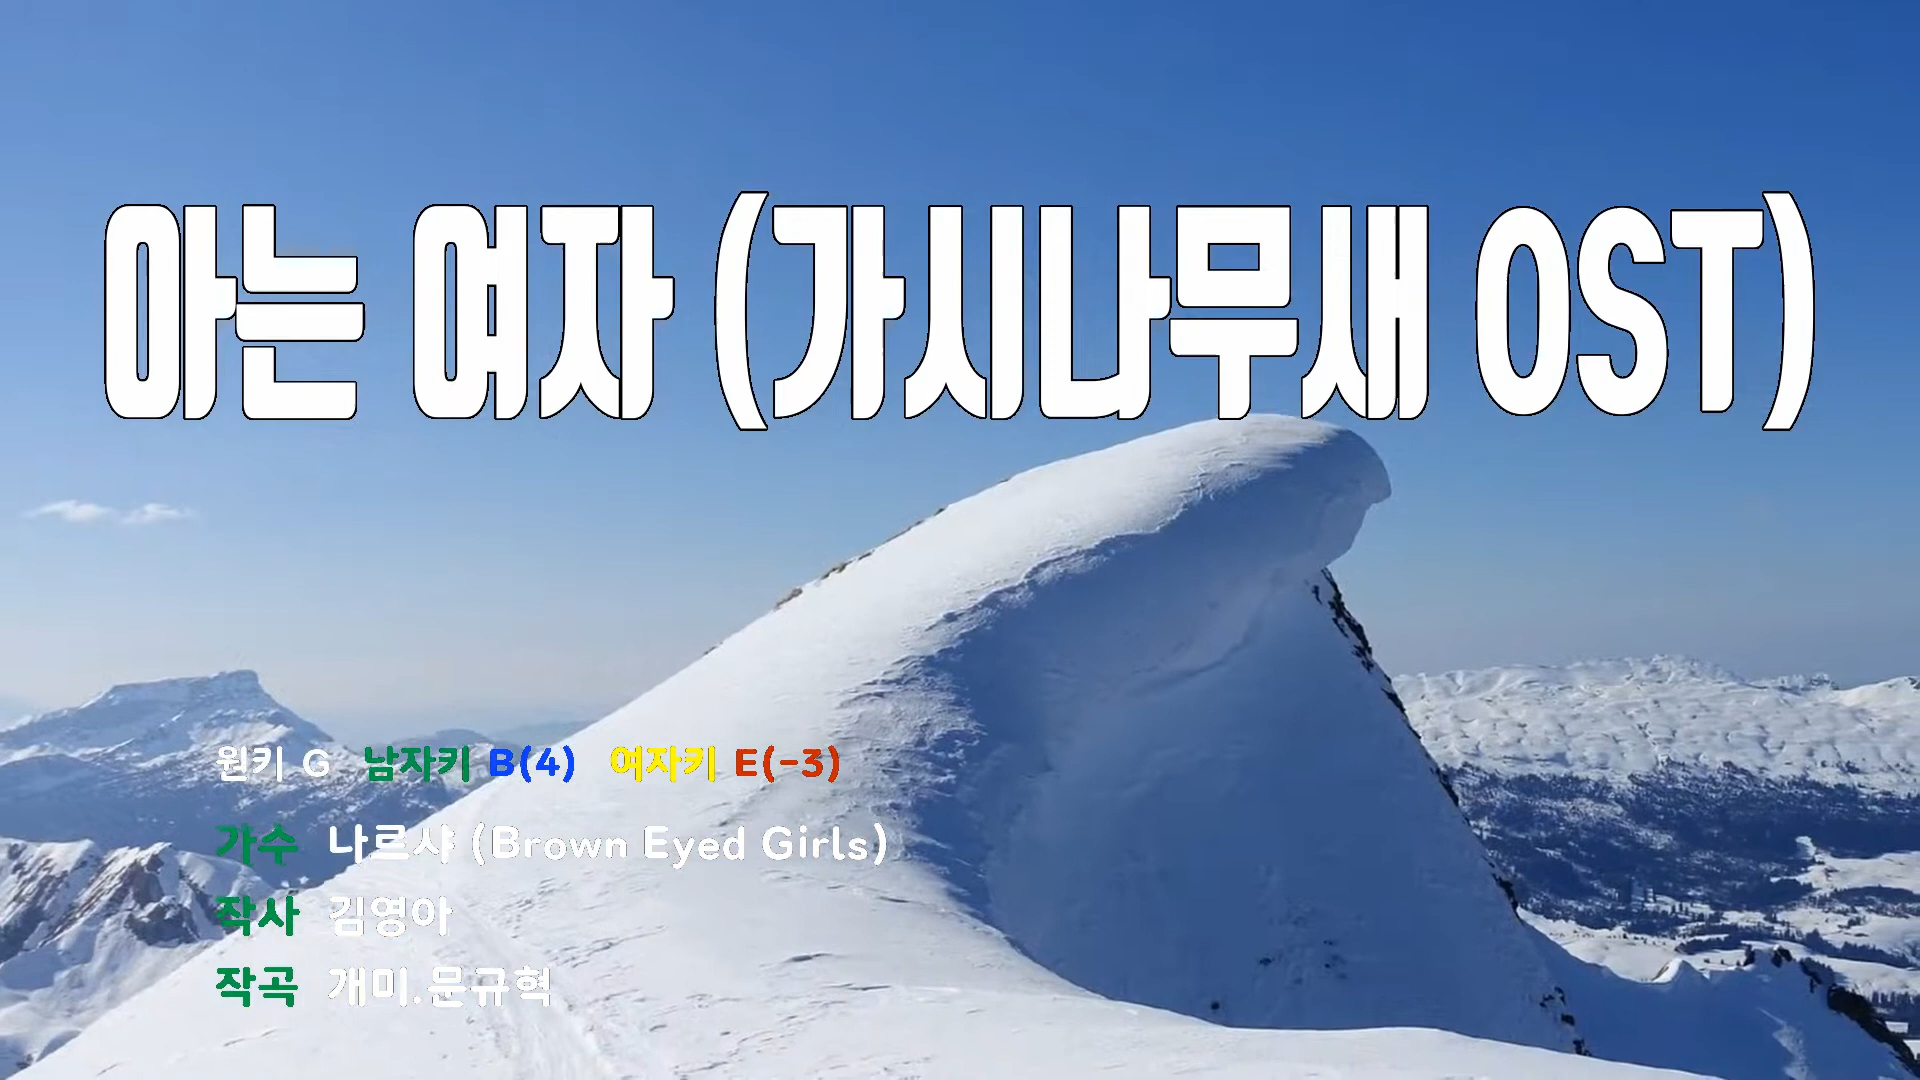 아는 여자 (가시나무새 OST)
원키 G 남자키 B(4) 여자키 E(-3)
가수 나르샤 (Brown Eyed Girls)
작사 김영아
작곡 개미.문규혁